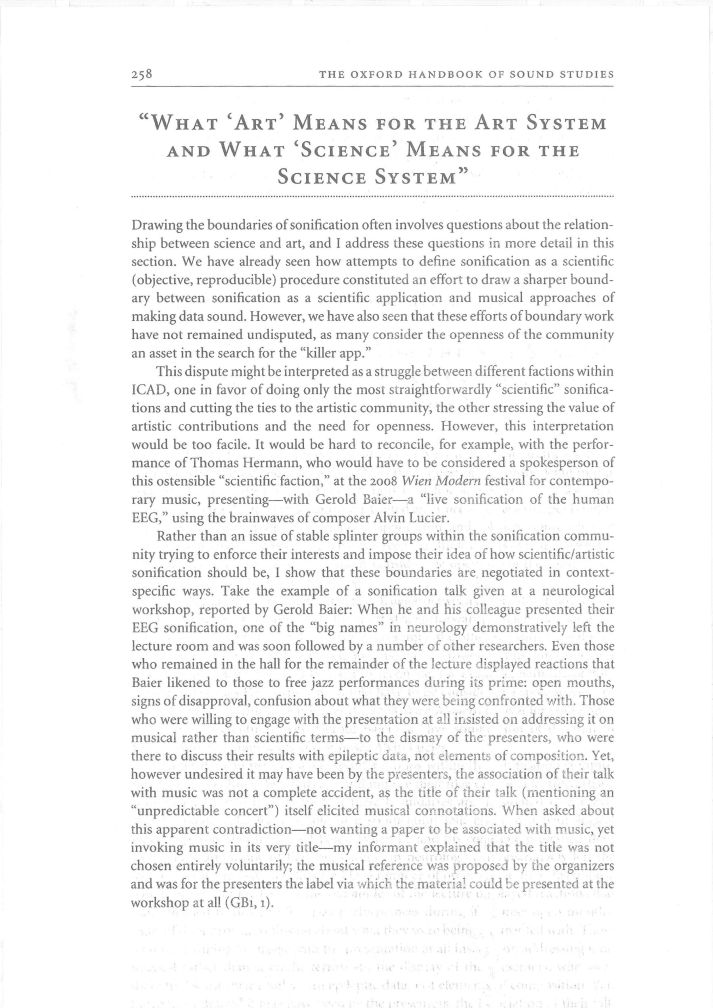 258 THE OXFORD HANDBOOK OF SOUND STUDIES
“WHAT ‘ART’ MEANS FOR THE ART SYSTEM
AND WHAT ‘SCIENCE’ MEANS FOR THE
SCIENCE SYSTEM”
Drawing the boundaries of sonification often involves questions about the relation-
ship between science and art, and I address these questions in more detail in this
section. We have already seen how attempts to define sonification as a scientific
(objective, reproducible) procedure constituted an effort to draw a sharper bound-
ary between sonification as a scientific application and musical approaches of
making data sound. However, we have also seen that these efforts of boundary work
have not remained undisputed, as many consider the openness of the community
an asset in the search for the “killer app.”
This dispute might be interpreted as a struggle between different factions within
ICAD, one in favor of doing only the most straightforwardly “scientific” sonifica-
tions and cutting the ties to the artistic community, the other stressing the value of
artistic contributions and the need for openness. However, this interpretation
would be too facile. It would be hard to reconcile, for example, with the perfor-
mance of Thomas Hermann, who would have to be considered a spokesperson of
this ostensible “scientific faction,” at the 2008 Wien Modern festival for contempo-
rary music, presenting—with Gerold Baier—a “live sonification of the human
EEG,” using the brainwaves of composer Alvin Lucier.
Rather than an issue of stable splinter groups within the sonification commu-
nity trying to enforce their interests and impose their idea of how scientific/artistic
sonification should be, I show that these boundaries are negotiated in context-
specific ways. Take the example of a sonification talk given at a neurological
workshop, reported by Gerold Baier: When he and his colleague presented their
EEG sonification, one of the “big names” in neurology demonstratively left the
lecture room and was soon followed by a number of other researchers. Even those
who remained in the hall for the remainder of the lecture displayed reactions that
Baier likened to those to free jazz performances during its prime: open mouths,
signs of disapproval, confusion about what they were being confronted with. Those
who were willing to engage with the presentation at all insisted on addressing it on
musical rather than scientific terms—to the dismay of the presenters, who were
there to discuss their results with epileptic data, not elements of composition. Yet,
however undesired it may have been by the presenters, the association of their talk
with music was not a complete accident, as the title of their talk (mentioning an
“unpredictable concert”) itself elicited musical connotations. When asked about
this apparent contradiction—not wanting a paper to be associated with music, yet
invoking music in its very title—my informant explained that the title was not
chosen entirely voluntarily; the musical reference was proposed by the organizers
and was for the presenters the label via which the material could be presented at the
workshop at all (GB1, 1).